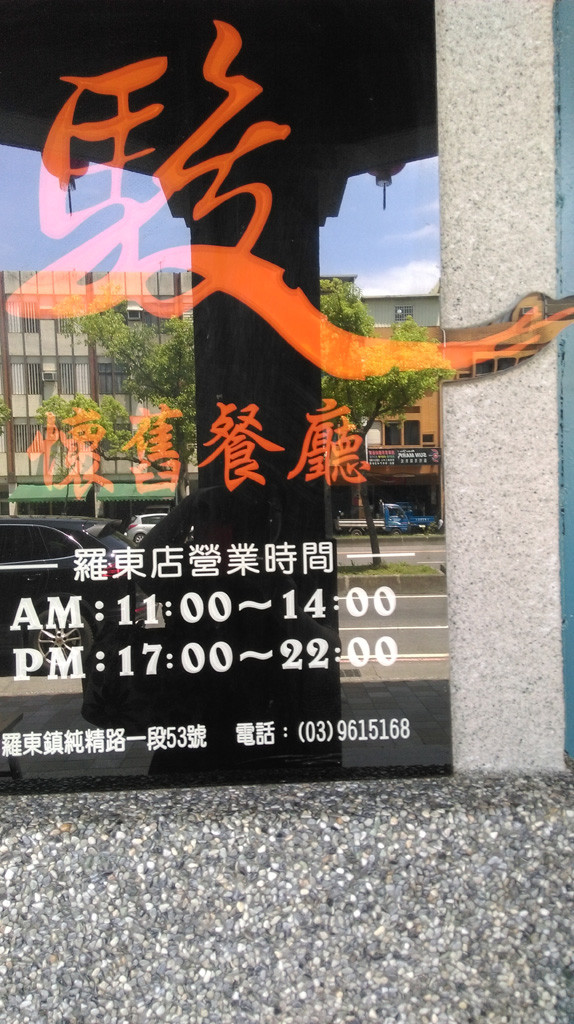 駿
懷舊餐廳
羅東店營業時間
AM：11:00～14:00
PM：17:00～22:00
羅東鎮純精路一段53號　電話：(03)9615168